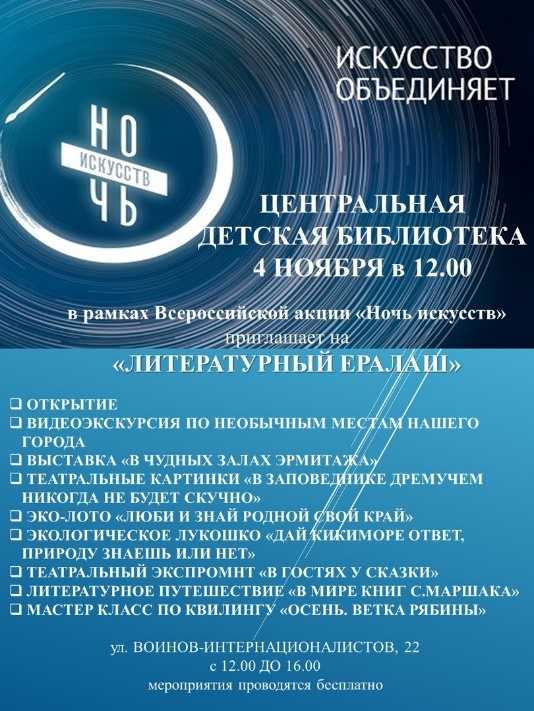 ИСКУССТВО
ОБЪЕДИНЯЕТ
НО
ИСКУССТВ
ЧЬ
ЦЕНТРАЛЬНАЯ
ДЕТСКАЯ БИБЛИОТЕКА
4 НОЯБРЯ в 12.00
в рамках Всероссийской акции «Ночь искусств»
приглашает на
«ЛИТЕРАТУРНЫЙ ЕРАЛАШ»
❑ ОТКРЫТИЕ
❑ ВИДЕОЭКСКУРСИЯ ПО НЕОБЫЧНЫМ МЕСТАМ НАШЕГО
ГОРОДА
❑ ВЫСТАВКА «В ЧУДНЫХ ЗАЛАХ ЭРМИТАЖА»
❑ ТЕАТРАЛЬНЫЕ КАРТИНКИ «В ЗАПОВЕДНИКЕ ДРЕМУЧЕМ
НИКОГДА НЕ БУДЕТ СКУЧНО»
❑ ЭКО-ЛОТО «ЛЮБИ И ЗНАЙ РОДНОЙ СВОЙ КРАЙ»
❑ ЭКОЛОГИЧЕСКОЕ ЛУКОШКО «ДАЙ КИКИМОРЕ ОТВЕТ,
ПРИРОДУ ЗНАЕШЬ ИЛИ НЕТ»
❑ ТЕАТРАЛЬНЫЙ ЭКСПРОМНТ «В ГОСТЯХ У СКАЗКИ»
❑ ЛИТЕРАТУРНОЕ ПУТЕШЕСТВИЕ «В МИРЕ КНИГ С.МАРШАКА»
❑ МАСТЕР КЛАСС ПО КВИЛИНГУ «ОСЕНЬ. ВЕТКА РЯБИНЫ»
ул. ВОИНОВ-ИНТЕРНАЦИОНАЛИСТОВ, 22
с 12.00 ДО 16.00
мероприятия проводятся бесплатно